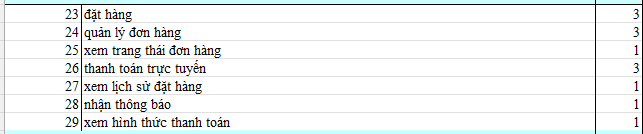 23 đặt hàng 3
24 quản lý đơn hàng 3
25 xem trang thái đơn hàng 1
26 thanh toán trực tuyến 3
27 xem lịch sử đặt hàng 1
28 nhận thông báo 1
29 xem hình thức thanh toán 1